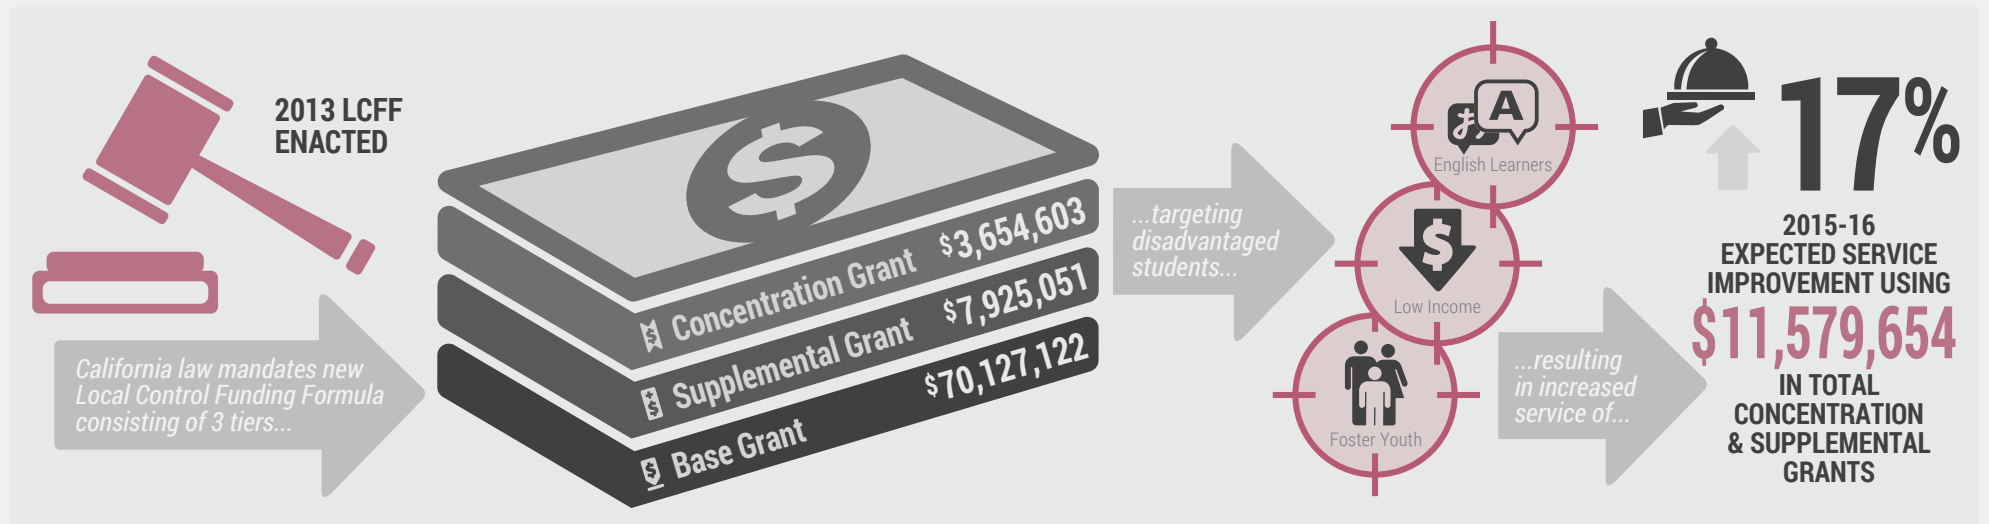 2013 LCFF
ENACTED
California law mandates new
Local Control Funding Formula
consisting of 3 tiers...
$
Concentration Grant $3,654,603
Supplemental Grant $7,925,051
Base Grant $70,127,122
...targeting
disadvantaged
students...
あ A
English Learners
$
Low Income
Foster Youth
...resulting
in increased
service of...
17%
2015-16
EXPECTED SERVICE
IMPROVEMENT USING
$11,579,654
IN TOTAL
CONCENTRATION
& SUPPLEMENTAL
GRANTS